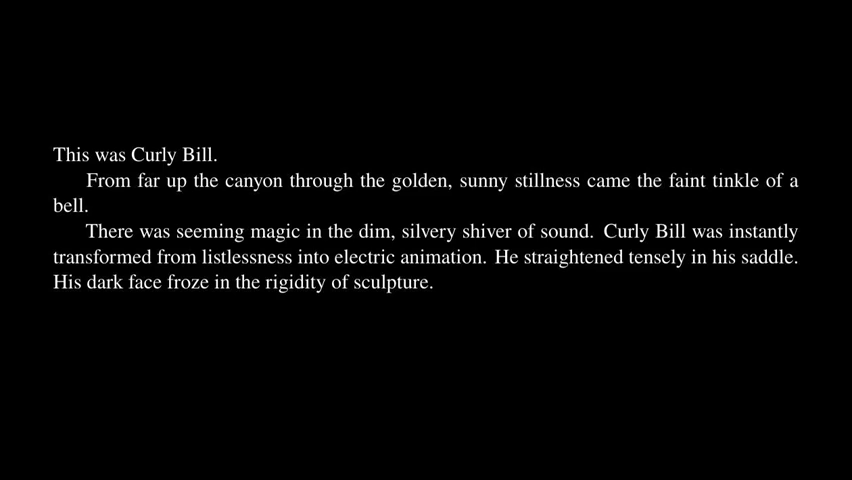 This was Curly Bill.
From far up the canyon through the golden, sunny stillness came the faint tinkle of a
bell.
There was seeming magic in the dim, silvery shiver of sound. Curly Bill was instantly
transformed from listlessness into electric animation. He straightened tensely in his saddle.
His dark face froze in the rigidity of sculpture.